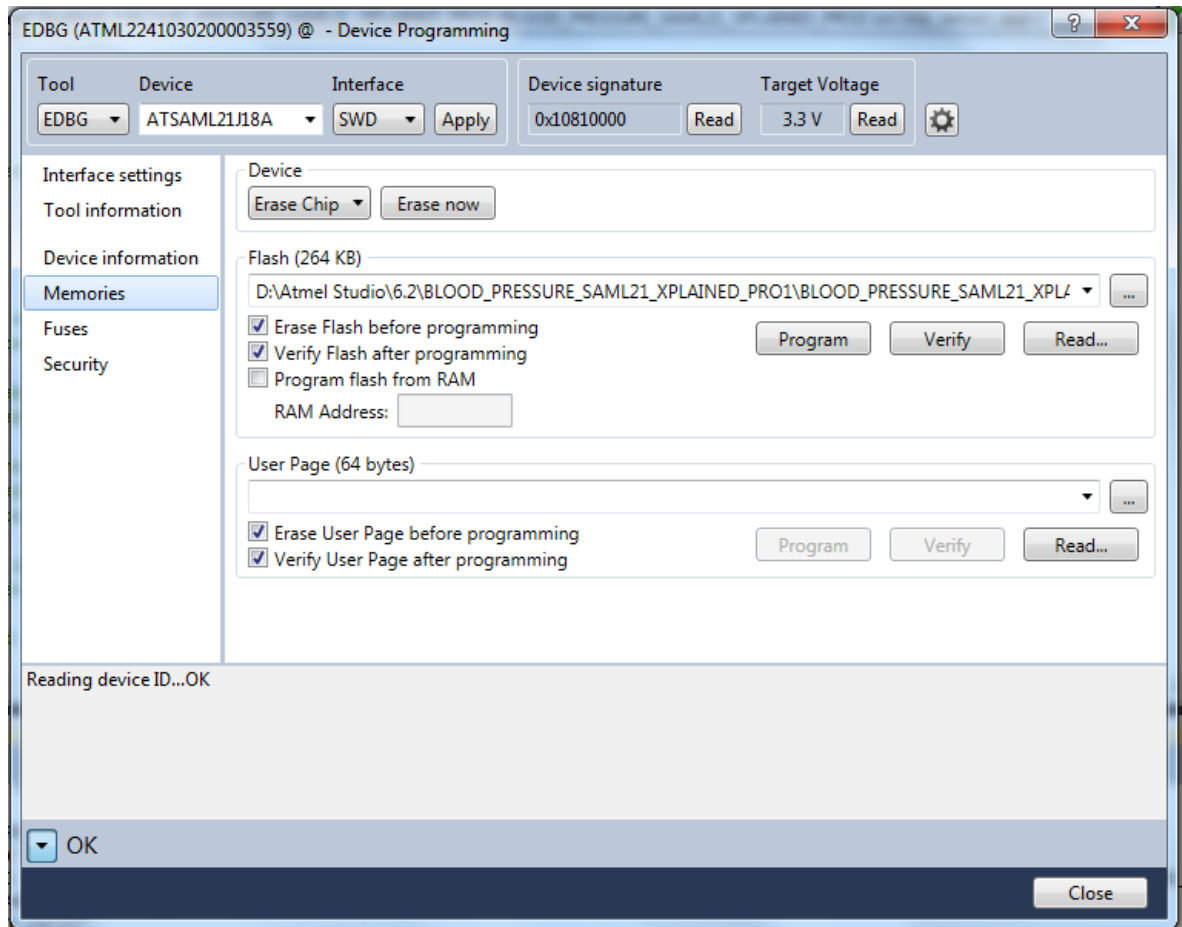 EDBG (ATML2241030200003559) @  - Device Programming
Tool Device Interface Device signature Target Voltage
EDBG ATSAML21J18A SWD Apply 0x10810000 Read 3.3 V Read
Interface settings
Tool information
Device information
Memories
Fuses
Security
Device
Erase Chip Erase now
Flash (264 KB)
D:\Atmel Studio\6.2\BLOOD_PRESSURE_SAML21_XPLAINED_PRO1\BLOOD_PRESSURE_SAML21_XPL ...
Erase Flash before programming
Verify Flash after programming
Program flash from RAM
RAM Address:
Program Verify Read...
User Page (64 bytes)
...
Erase User Page before programming
Verify User Page after programming
Program Verify Read...
Reading device ID...OK
OK
Close